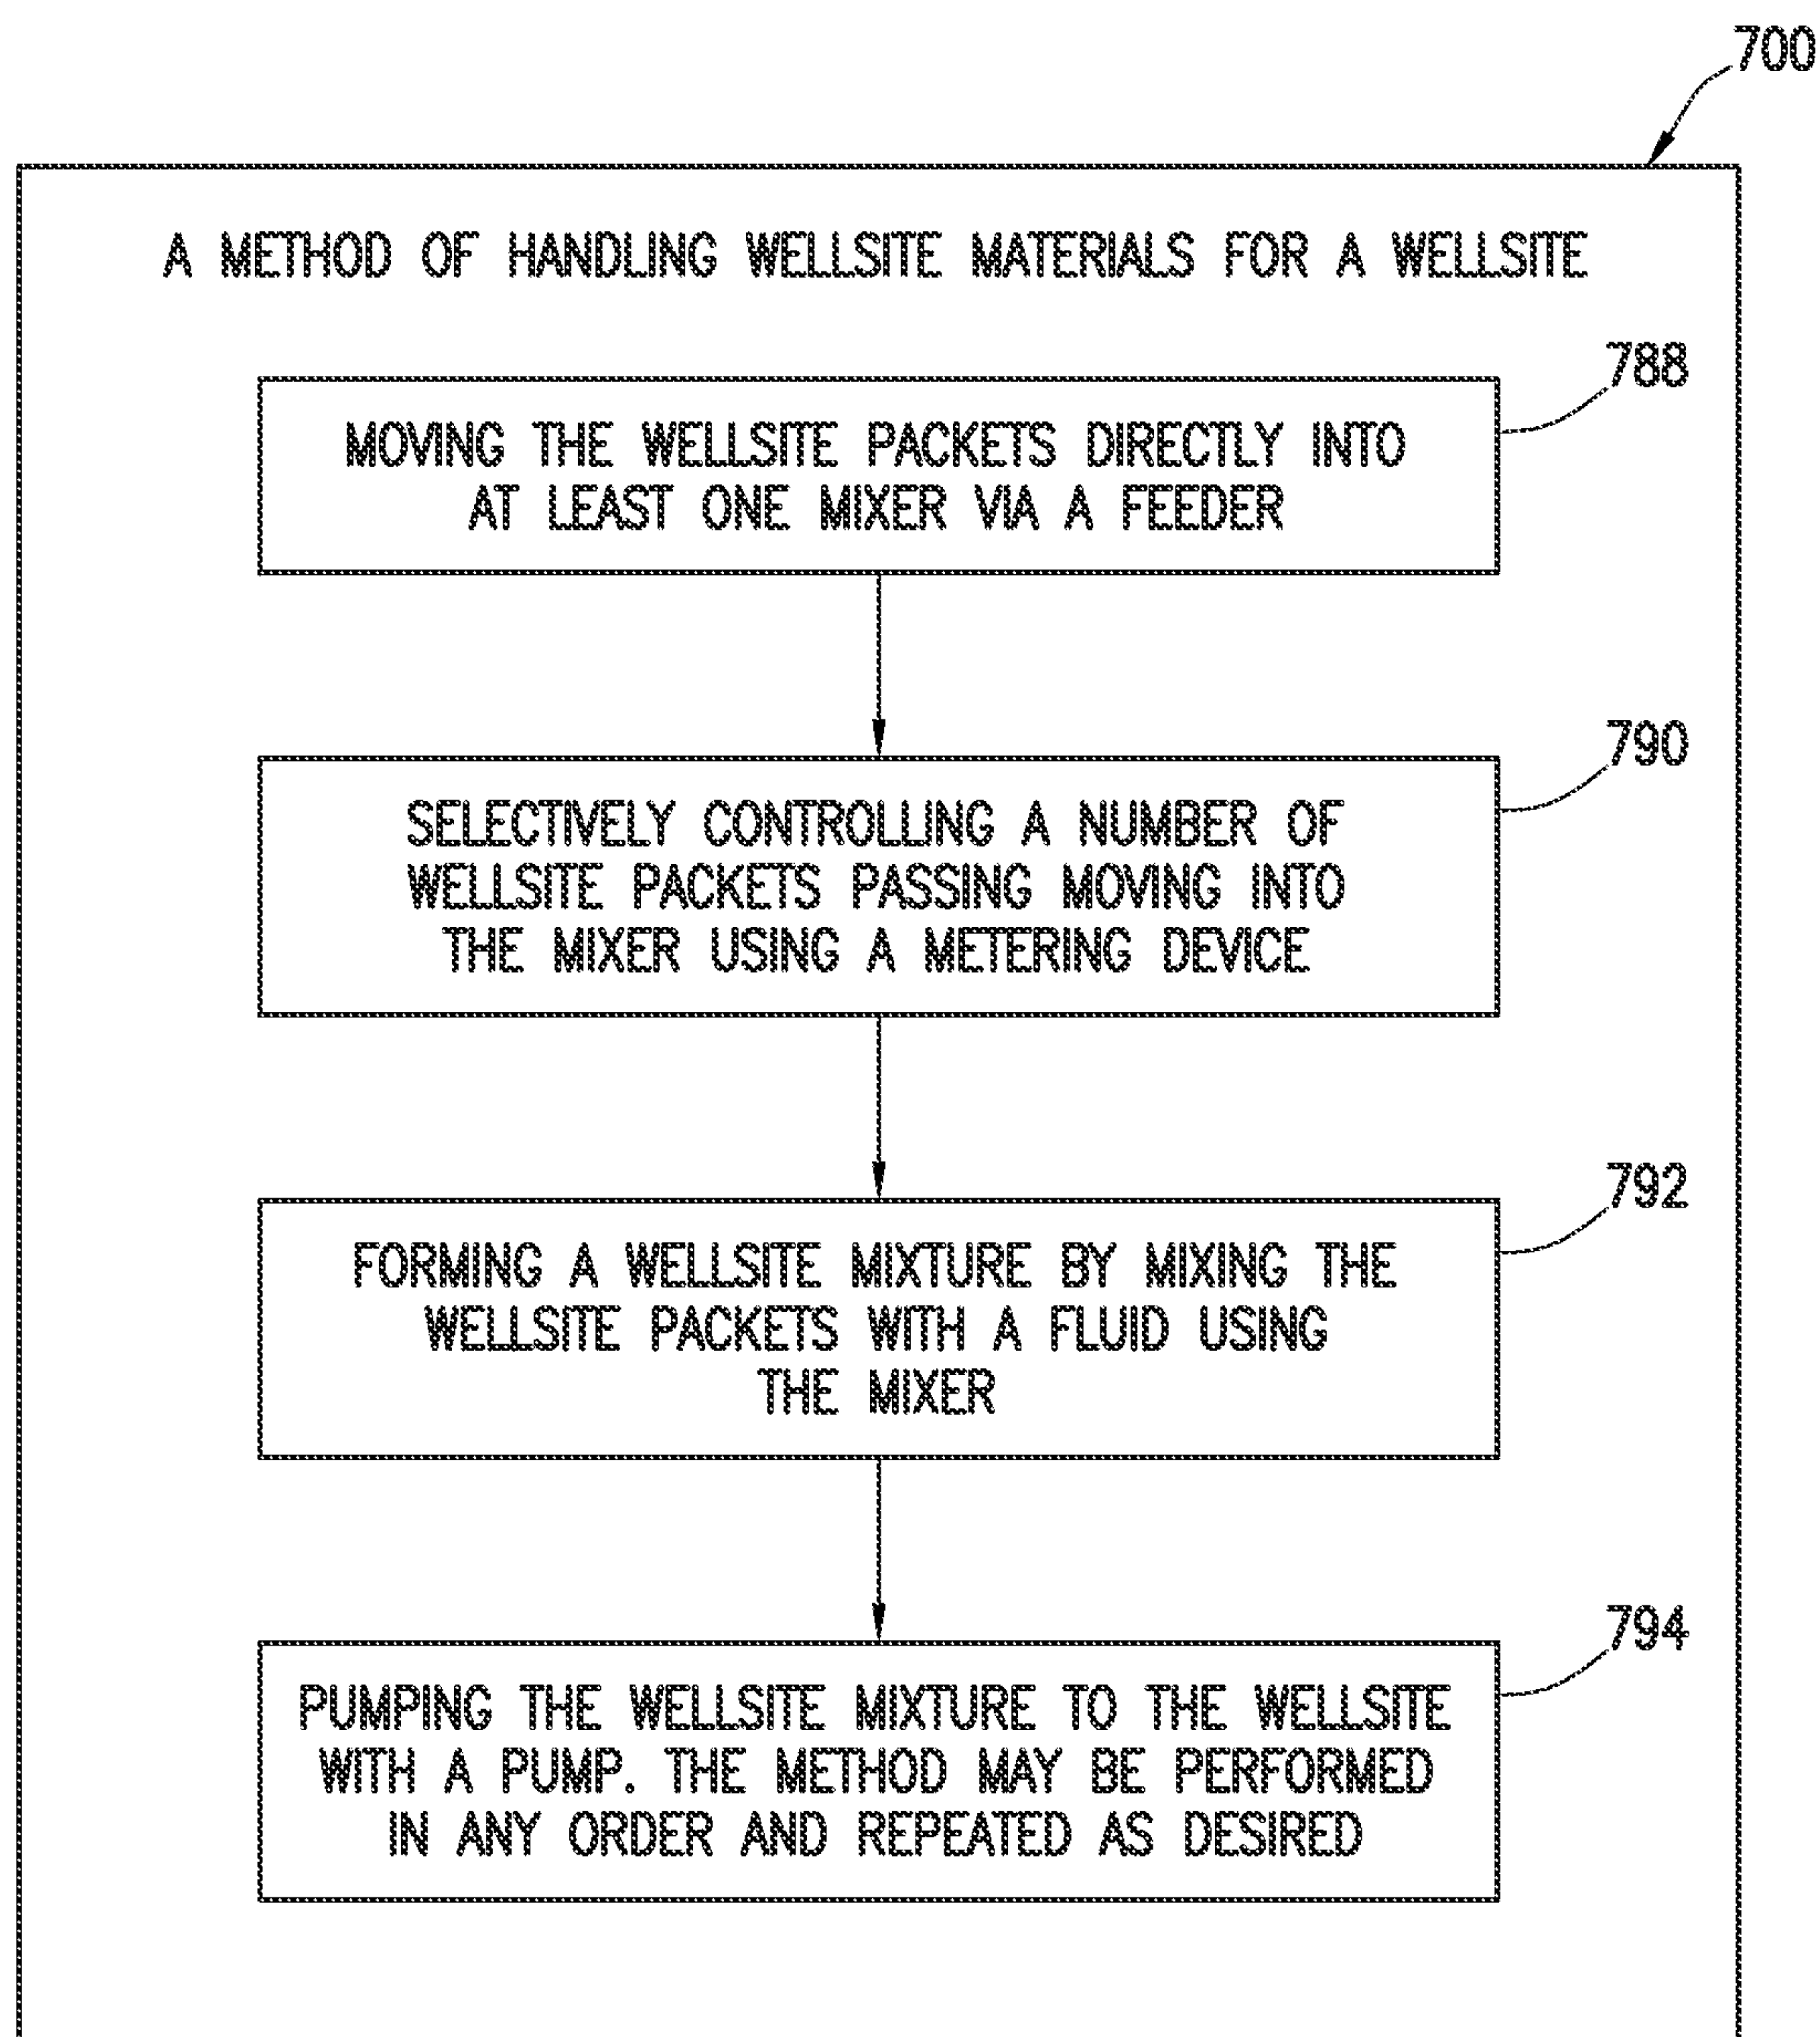 700
A METHOD OF HANDLING WELLSITE MATERIALS FOR A WELLSITE
788
MOVING THE WELLSITE PACKETS DIRECTLY INTO
AT LEAST ONE MIXER VIA A FEEDER
790
SELECTIVELY CONTROLLING A NUMBER OF
WELLSITE PACKETS PASSING MOVING INTO
THE MIXER USING A METERING DEVICE
792
FORMING A WELLSITE MIXTURE BY MIXING THE
WELLSITE PACKETS WITH A FLUID USING
THE MIXER
794
PUMPING THE WELLSITE MIXTURE TO THE WELLSITE
WITH A PUMP. THE METHOD MAY BE PERFORMED
IN ANY ORDER AND REPEATED AS DESIRED